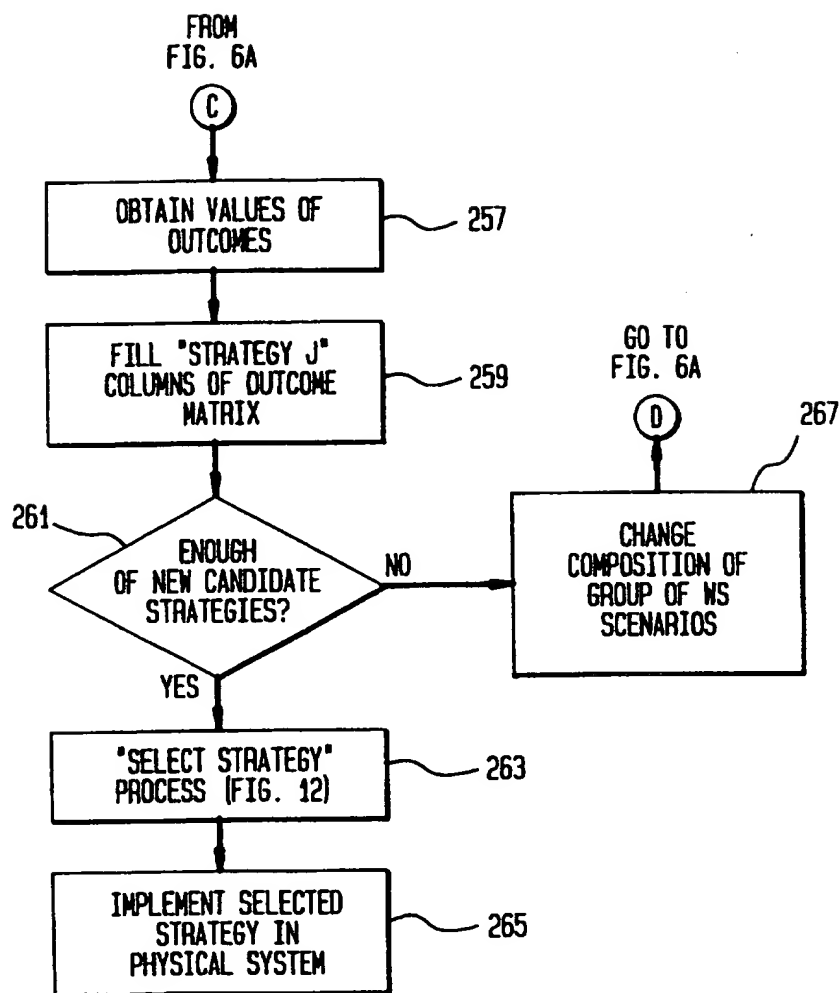 FROM
FIG. 6A
C
OBTAIN VALUES OF
OUTCOMES
257
FILL "STRATEGY J"
COLUMNS OF OUTCOME
MATRIX
259
GO TO
FIG. 6A
D
267
CHANGE
COMPOSITION OF
GROUP OF WS
SCENARIOS
261
ENOUGH
OF NEW CANDIDATE
STRATEGIES?
NO
YES
"SELECT STRATEGY"
PROCESS (FIG. 12)
263
IMPLEMENT SELECTED
STRATEGY IN
PHYSICAL SYSTEM
265